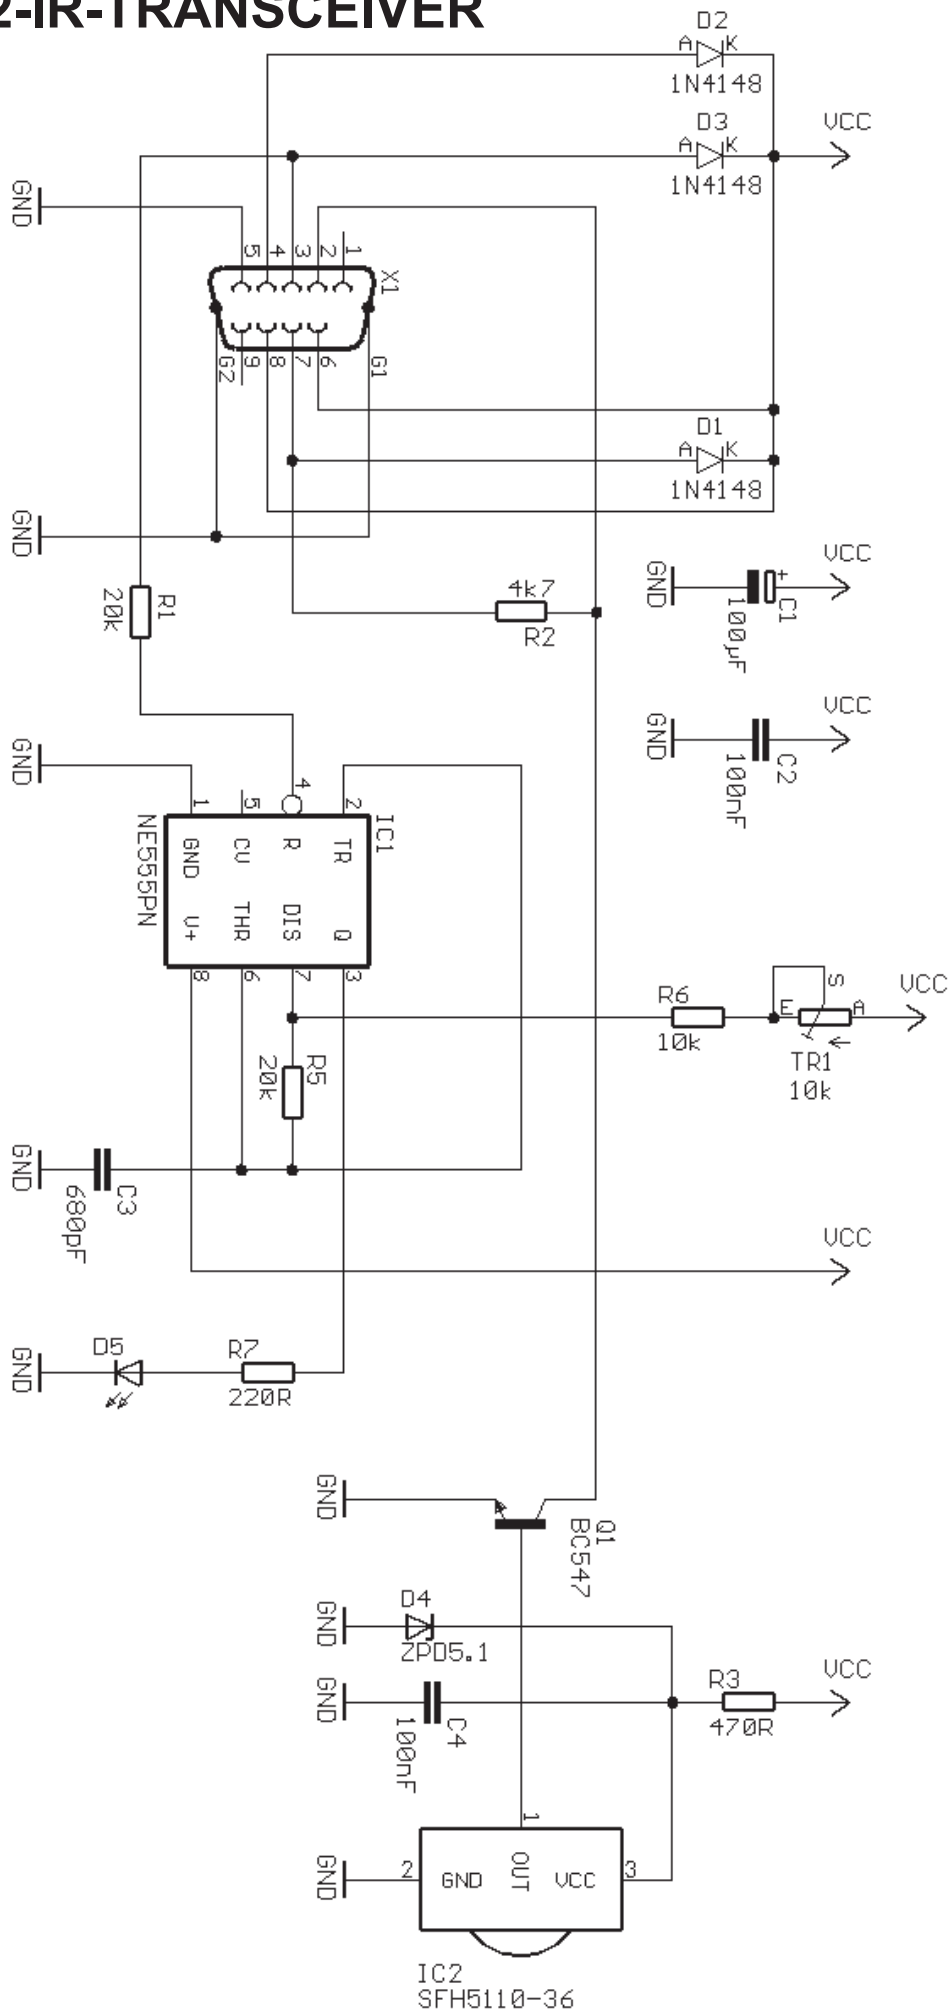 2-IR-TRANSCEIVER
D2
A K
1N4148
D3
A K
1N4148
VCC
GND
5 4 3 2 1
X1
G2 9 8 7 6 G1
D1
A K
1N4148
GND
VCC
GND
+
C1
100µF
R1
20k
4k7
R2
VCC
GND
C2
100nF
GND
1 5 4 2
IC1
NE555PN
GND CV R TR
V+ THR DIS Q
8 6 7 3
VCC
S
E A
TR1
10k
R6
10k
R5
20k
GND
C3
680pF
VCC
GND
D5
R7
220R
GND
Q1
BC547
GND
D4
ZPD5.1
VCC
R3
470R
GND
C4
100nF
1
GND
2
GND OUT VCC
3
IC2
SFH5110-36